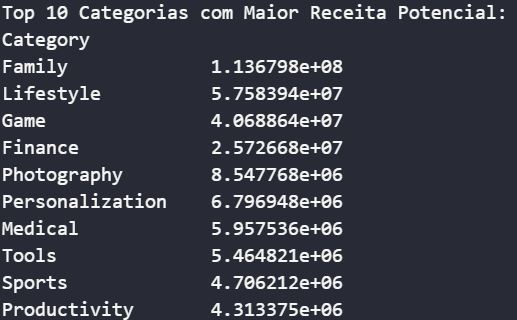 Top 10 Categorias com Maior Receita Potencial:
Category
Family 1.136798e+08
Lifestyle 5.758394e+07
Game 4.068864e+07
Finance 2.572668e+07
Photography 8.547768e+06
Personalization 6.796948e+06
Medical 5.957536e+06
Tools 5.464821e+06
Sports 4.706212e+06
Productivity 4.313375e+06